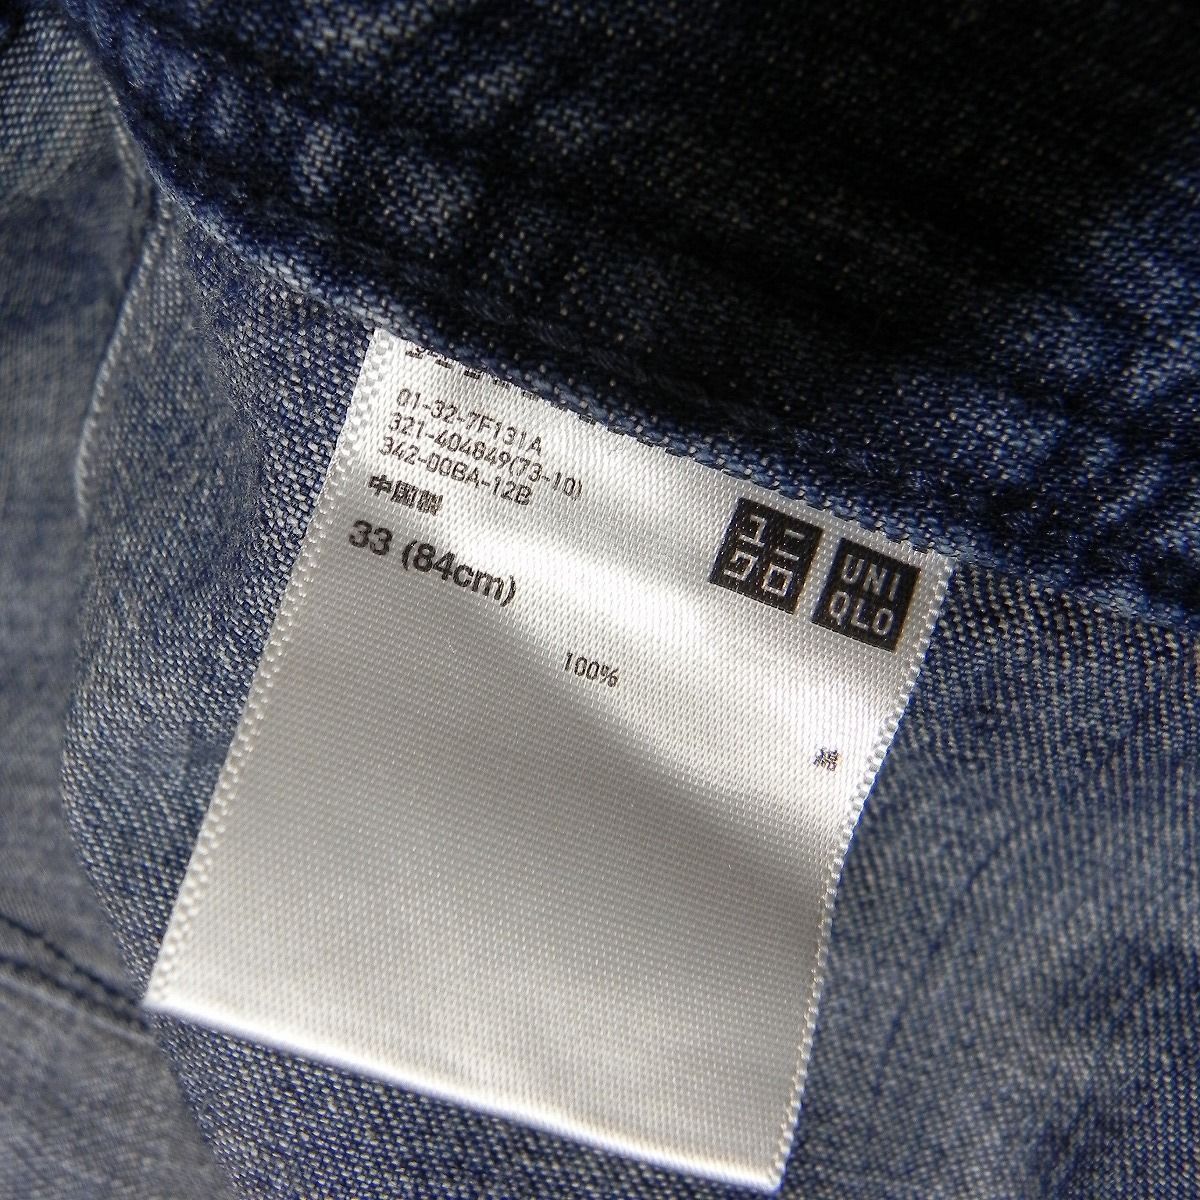 01-32-7F131A
321-404849(73-10)
342-00BA-12B
中国製
33 (84cm)
ユニクロ
UNIQLO
100%
綿